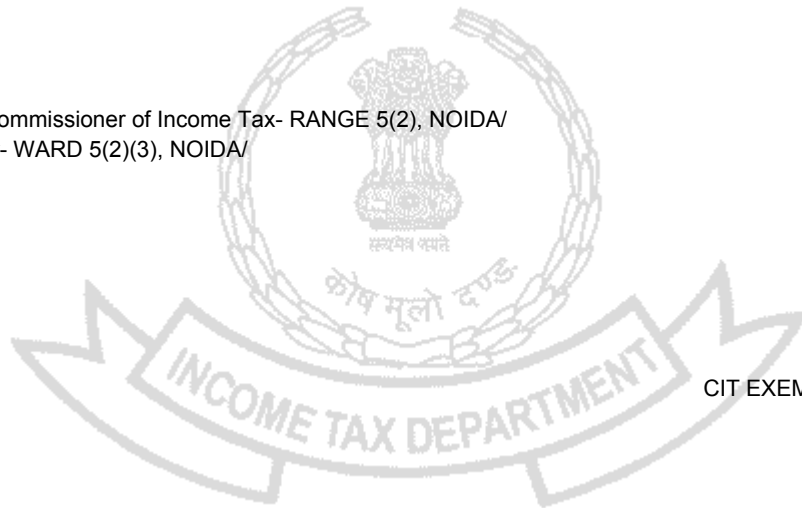 ommissioner of Income Tax- RANGE 5(2), NOIDA/
- WARD 5(2)(3), NOIDA/
सत्यमेव जयते
कोष मूलो दण्डः
INCOME TAX DEPARTMENT
CIT EXEM